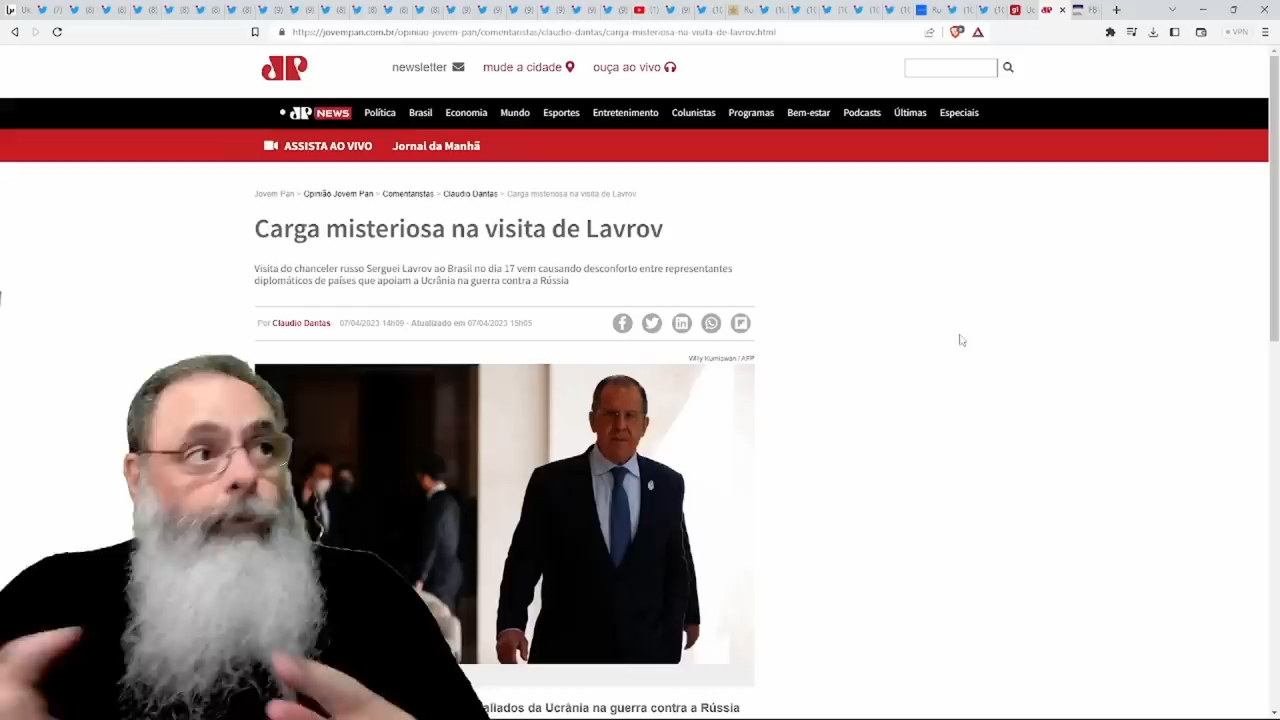 https://jovempan.com.br/opiniao-jovem-pan/comentaristas/claudio-dantas/carga-misteriosa-na-visita-de-lavrov.html
VPN
JP
newsletter mude a cidade ouça ao vivo
JP NEWS Política Brasil Economia Mundo Esportes Entretenimento Colunistas Programas Bem-estar Podcasts Últimas Especiais
ASSISTA AO VIVO Jornal da Manhã
Jovem Pan > Opinião Jovem Pan > Comentaristas > Claudio Dantas > Carga misteriosa na visita de Lavrov
Carga misteriosa na visita de Lavrov
Visita do chanceler russo Serguei Lavrov ao Brasil no dia 17 vem causando desconforto entre representantes
diplomáticos de países que apoiam a Ucrânia na guerra contra a Rússia
Por Claudio Dantas 07/04/2023 14h09 - Atualizado em 07/04/2023 15h05
Willy Kurniawan / AFP
aliados da Ucrânia na guerra contra a Rússia